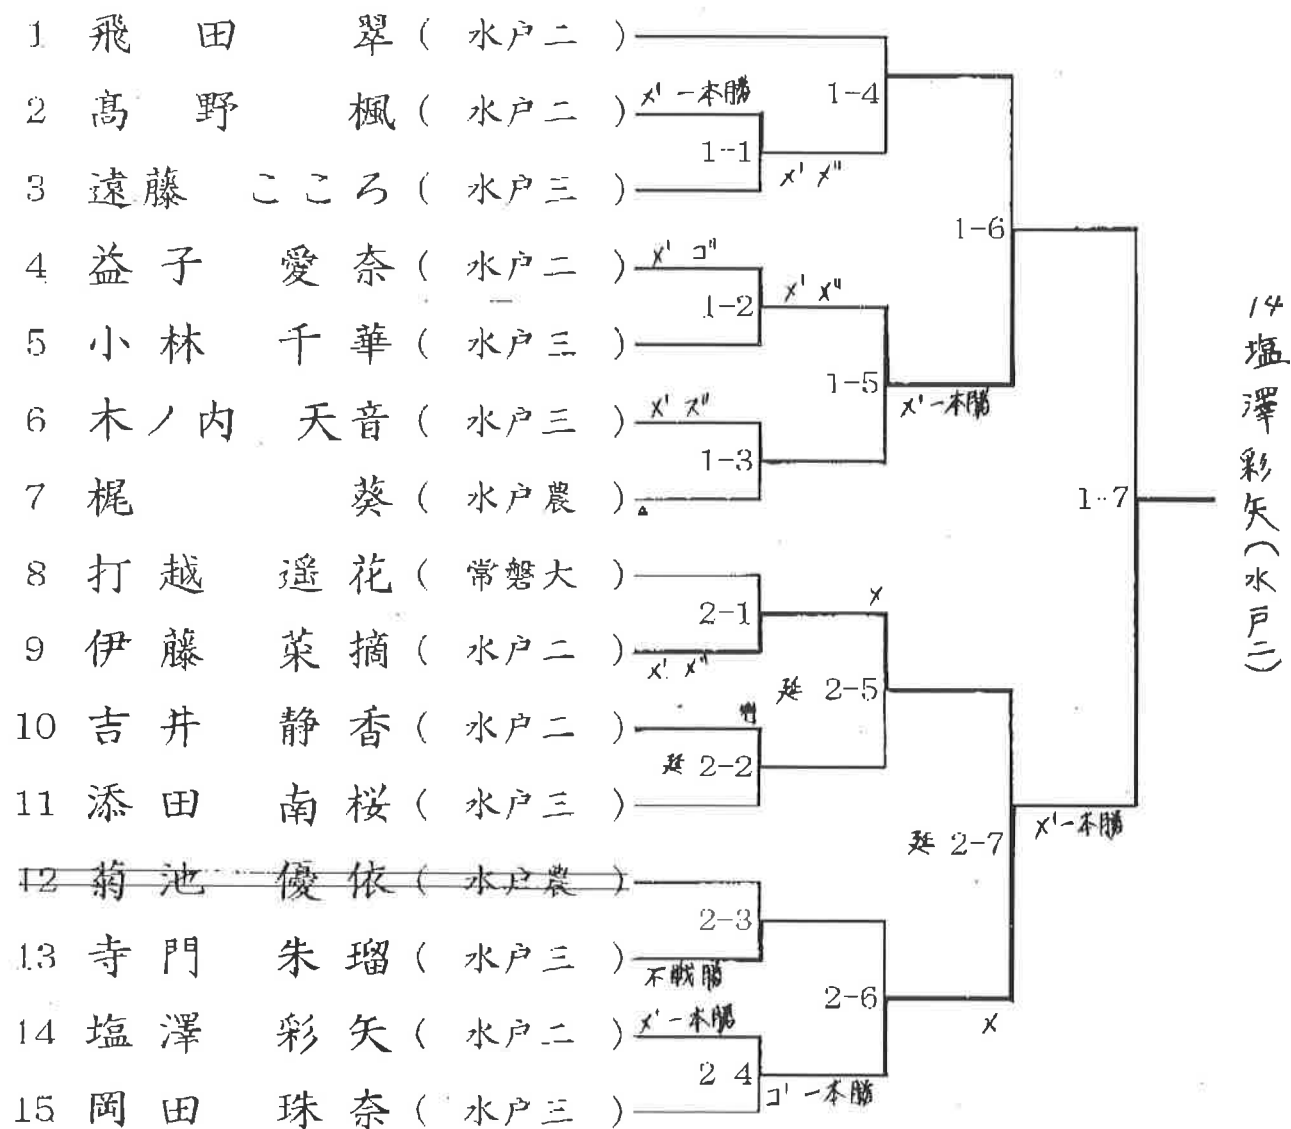 1 飛田 翠 (水戸二)
2 髙野 楓 (水戸二)
メ 一本勝
1-4
1-1
メ メ
3 遠藤 こころ (水戸三)
1-6
4 益子 愛奈 (水戸二)
メ コ
1-2
メ メ
5 小林 千華 (水戸三)
1-5
メ 一本勝
6 木ノ内 天音 (水戸三)
1-3
7 梶 葵 (水戸農)
▲
1-7
14 塩澤彩矢(水戸二)
8 打越 遥花 (常磐大)
2-1
メ
9 伊藤 菜摘 (水戸二)
メ メ
延 2-5
10 吉井 静香 (水戸二)
延 2-2
11 添田 南桜 (水戸三)
延 2-7
メ 一本勝
12 菊池 優依 (水戸農)
2-3
13 寺門 朱瑠 (水戸三)
不戦勝
2-6
メ
14 塩澤 彩矢 (水戸二)
メ 一本勝
2 4
コ 一本勝
15 岡田 珠奈 (水戸三)